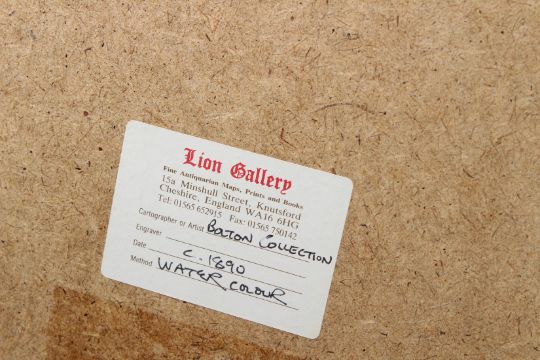 Lion Gallery
Fine Antiquarian Maps, Prints and Books
15a Minshull Street, Knutsford
Cheshire, England WA16 6HG
Tel: 01565 652915 Fax: 01565 750142
Cartographer or Artist BOLTON COLLECTION
Engraver
Date C. 1890
Method WATER COLOUR